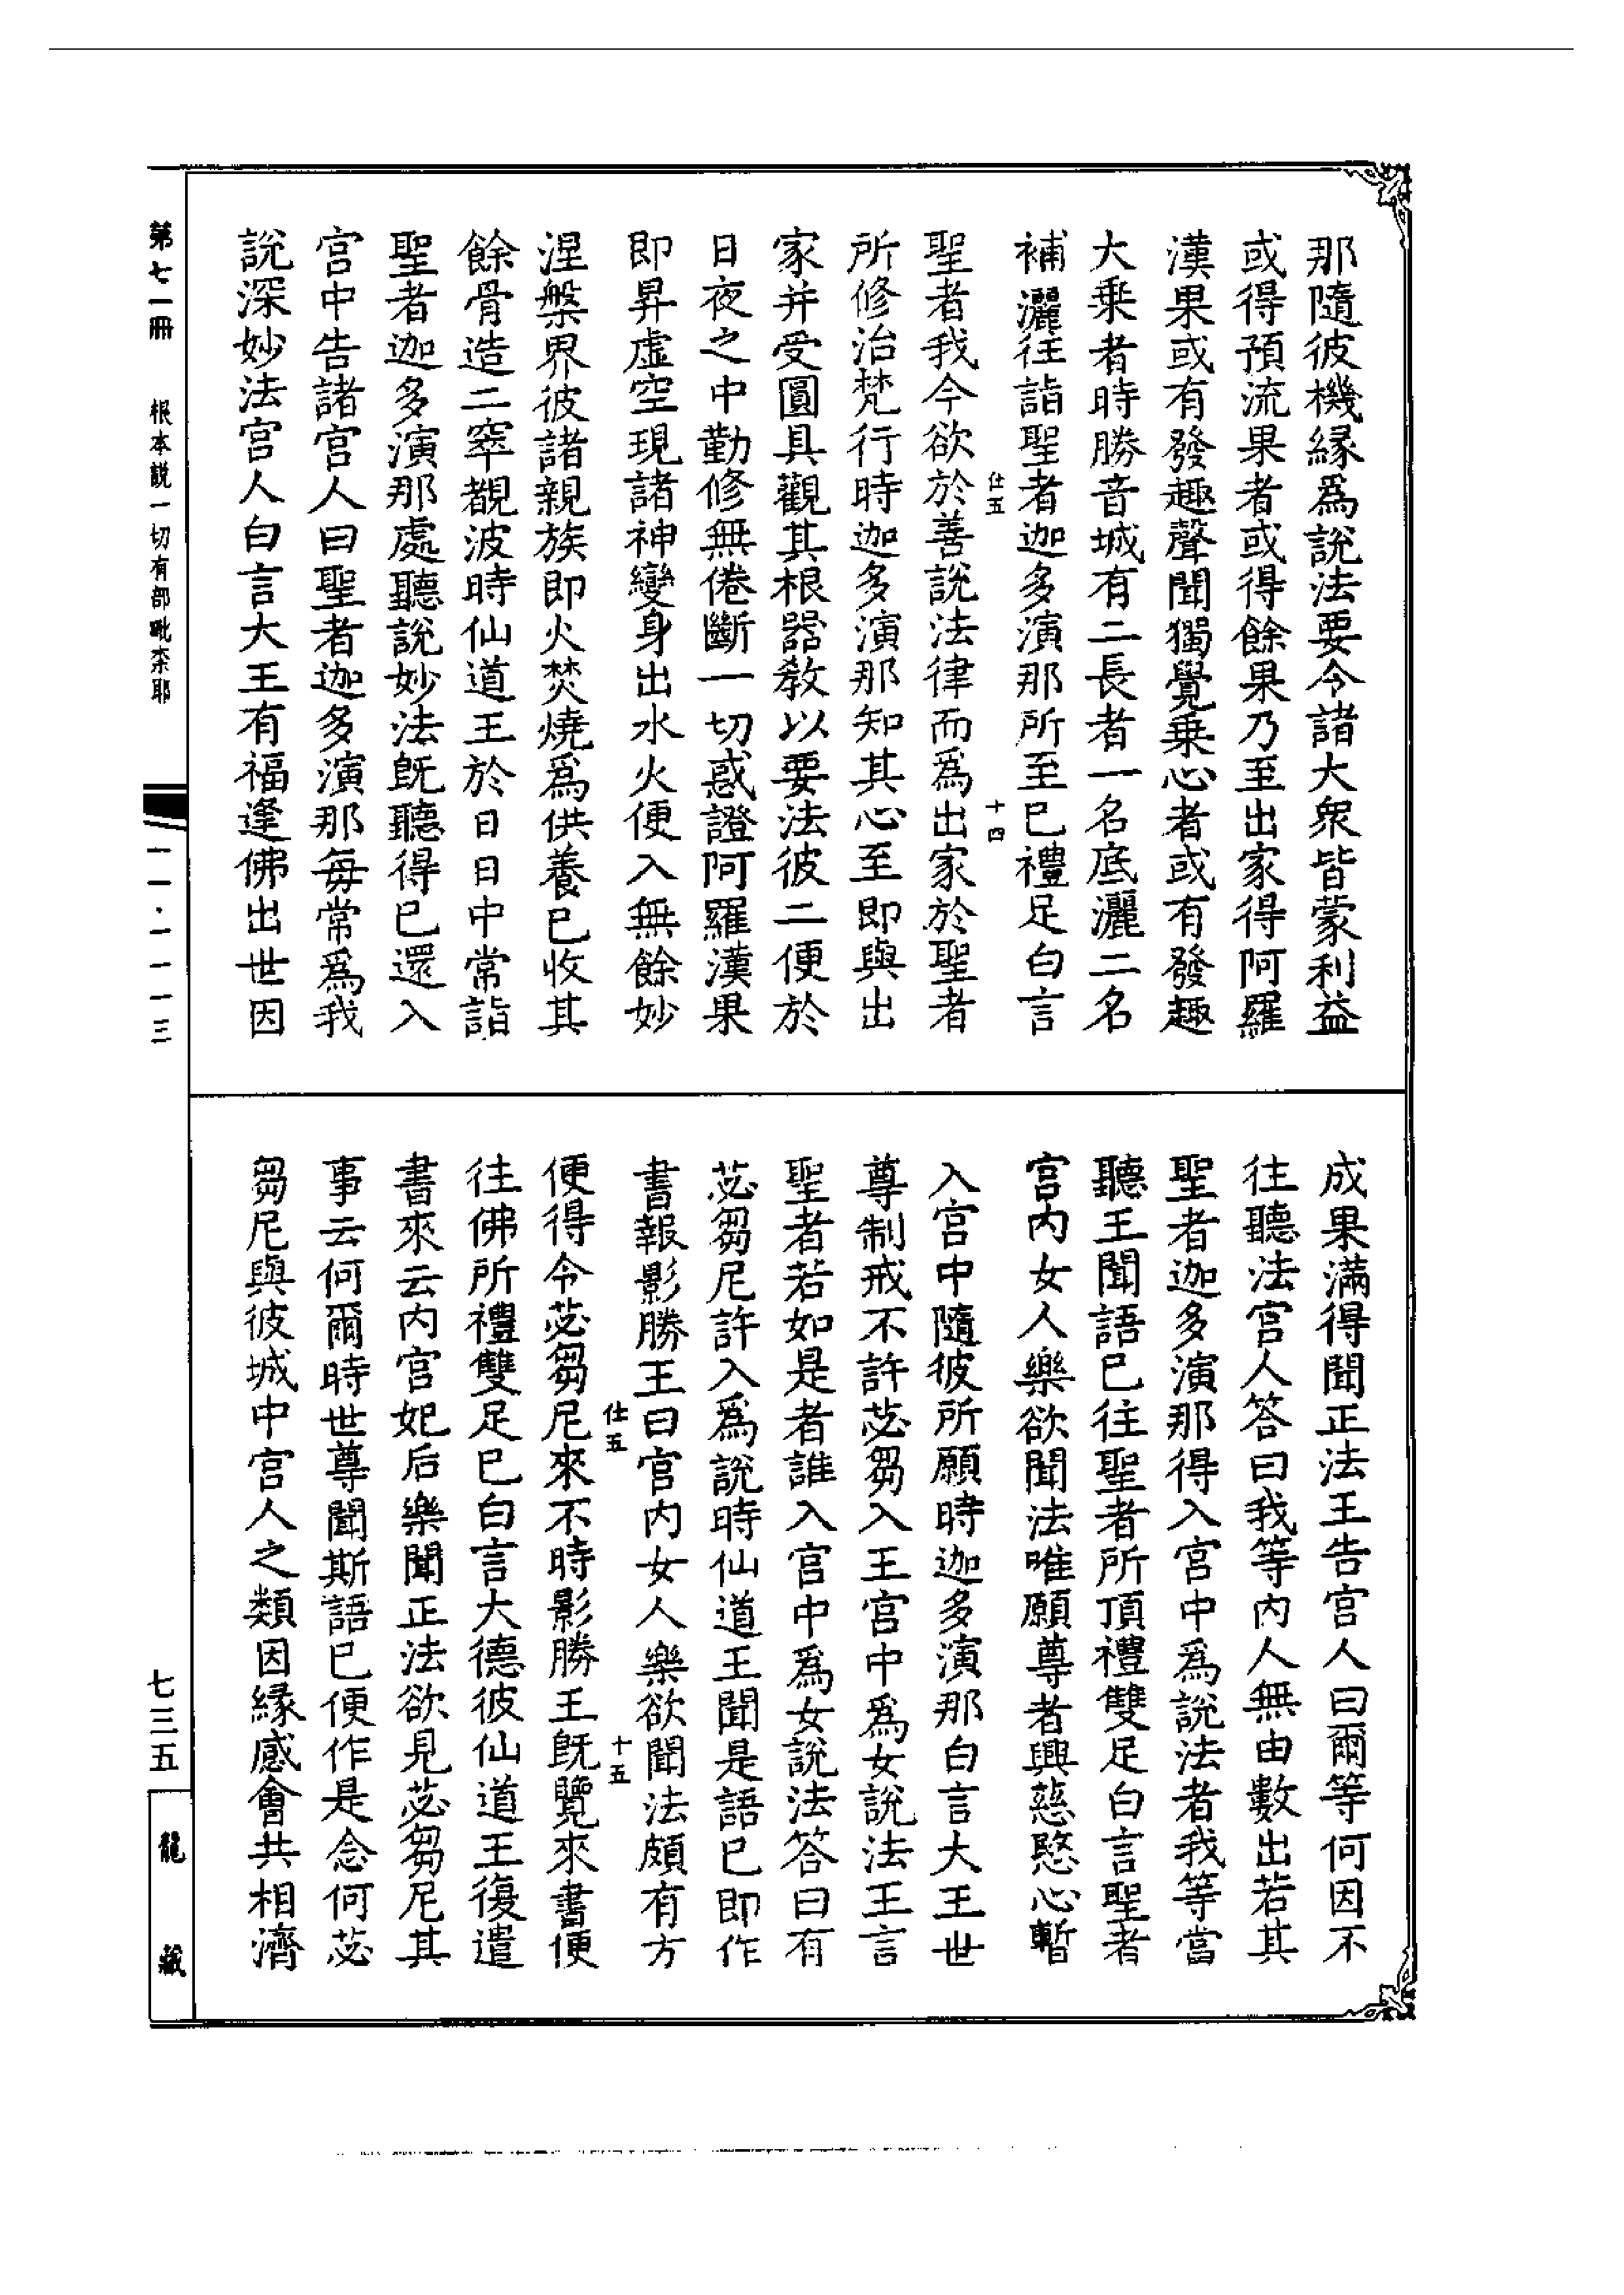 那隨彼機緣爲說法要令諸大衆皆蒙利益
或得預流果者或得餘果乃至出家得阿羅
漢果或有發趣聲聞獨覺乗心者或有發趣
大乗者時勝音城有二長者一名底灑二名
補灑往詣聖者迦多演那所至已禮足白言
仕五
十四
聖者我今欲於善說法律而爲出家於聖者
所修治梵行時迦多演那知其心至即與出
家并受圓具觀其根器教以要法彼二便於
日夜之中勤修無倦斷一切惑證阿羅漢果
即昇虛空現諸神變身出水火便入無餘妙
涅槃界彼諸親族即火焚燒爲供養已收其
餘骨造二窣覩波時仙道王於日日中常詣
聖者迦多演那處聽說妙法既聽得已還入
宮中告諸宮人曰聖者迦多演那每常爲我
說深妙法宮人白言大王有福逢佛出世因
成果滿得聞正法王告宮人曰爾等何因不
往聽法宮人答曰我等內人無由數出若其
聖者迦多演那得入宮中爲說法者我等當
聽王聞語已往聖者所頂禮雙足白言聖者
宮內女人樂欲聞法唯願尊者興慈愍心暫
入宮中隨彼所願時迦多演那白言大王世
尊制戒不許苾芻入王宮中爲女說法王言
聖者若如是者誰入宮中爲女說法答曰有
苾芻尼許入爲說時仙道王聞是語已即作
書報影勝王曰宮內女人樂欲聞法頗有方
仕五
十五
便得令苾芻尼來不時影勝王既覽來書便
往佛所禮雙足已白言大德彼仙道王復遣
書來云內宮妃后樂聞正法欲見苾芻尼其
事云何爾時世尊聞斯語已便作是念何苾
芻尼與彼城中宮人之類因緣感會共相濟
第七一冊
根本說一切有部毗奈耶
一一·一一一三
七三五
龍藏